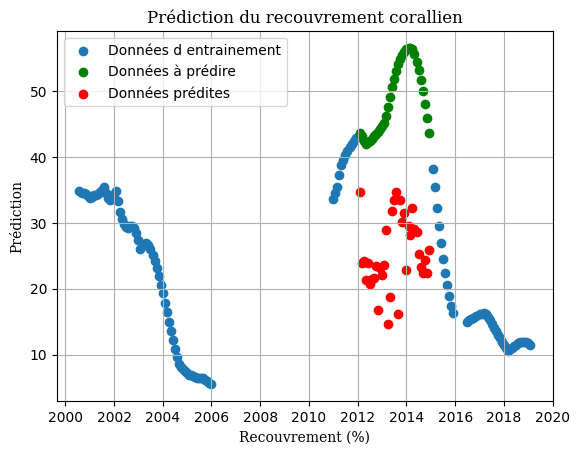 Prédiction du recouvrement corallien
Données d entrainement
Données à prédire
Données prédites
Prédiction
50
40
30
20
10
2000 2002 2004 2006 2008 2010 2012 2014 2016 2018 2020
Recouvrement (%)